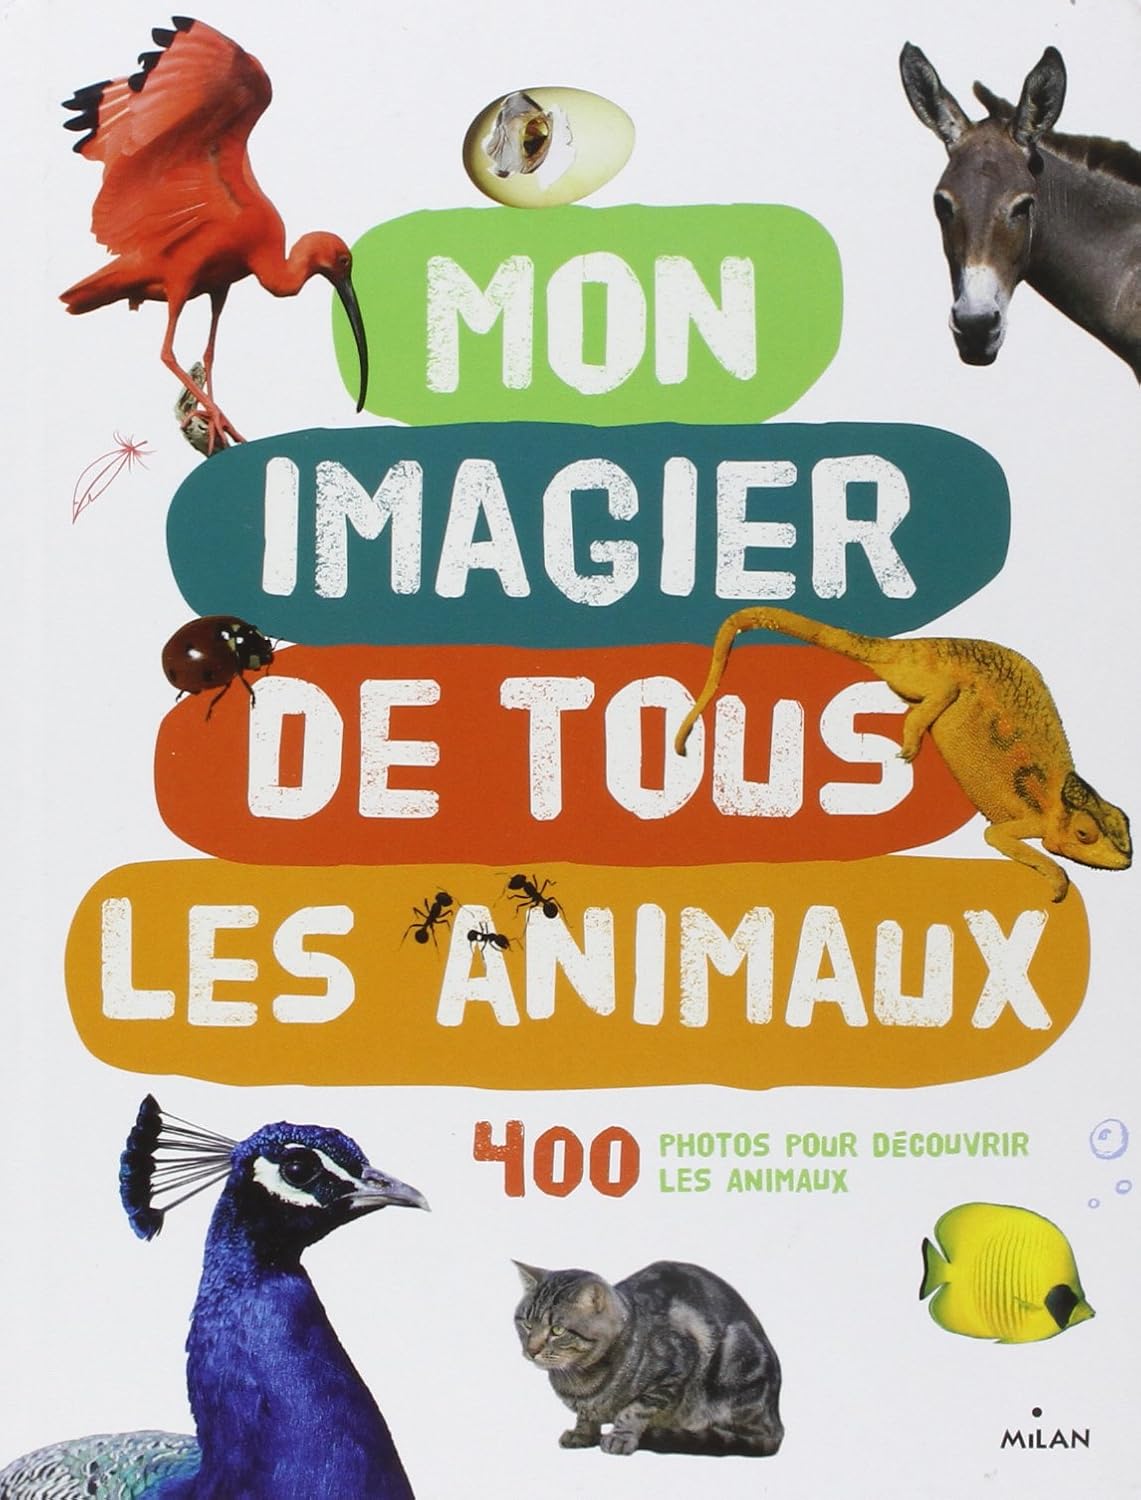 MON
IMAGIER
DE TOUS
LES ANIMAUX
400 PHOTOS POUR DÉCOUVRIR
LES ANIMAUX
MiLAN